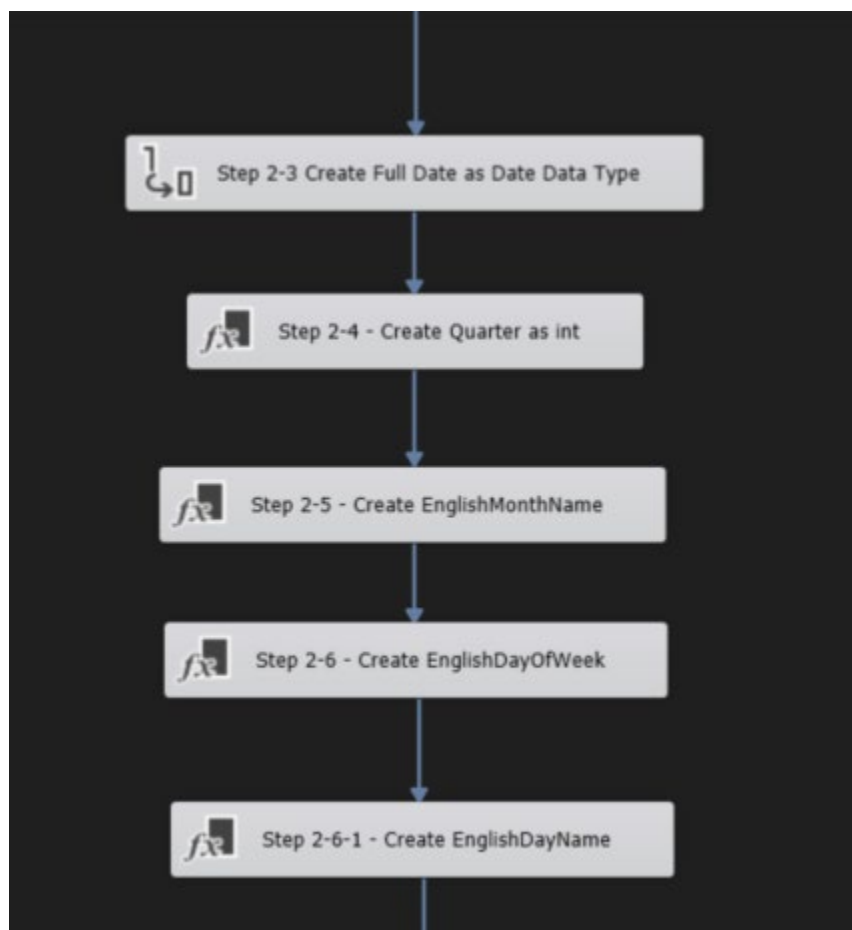 Step 2-3 Create Full Date as Date Data Type
Step 2-4 - Create Quarter as int
Step 2-5 - Create EnglishMonthName
Step 2-6 - Create EnglishDayOfWeek
Step 2-6-1 - Create EnglishDayName